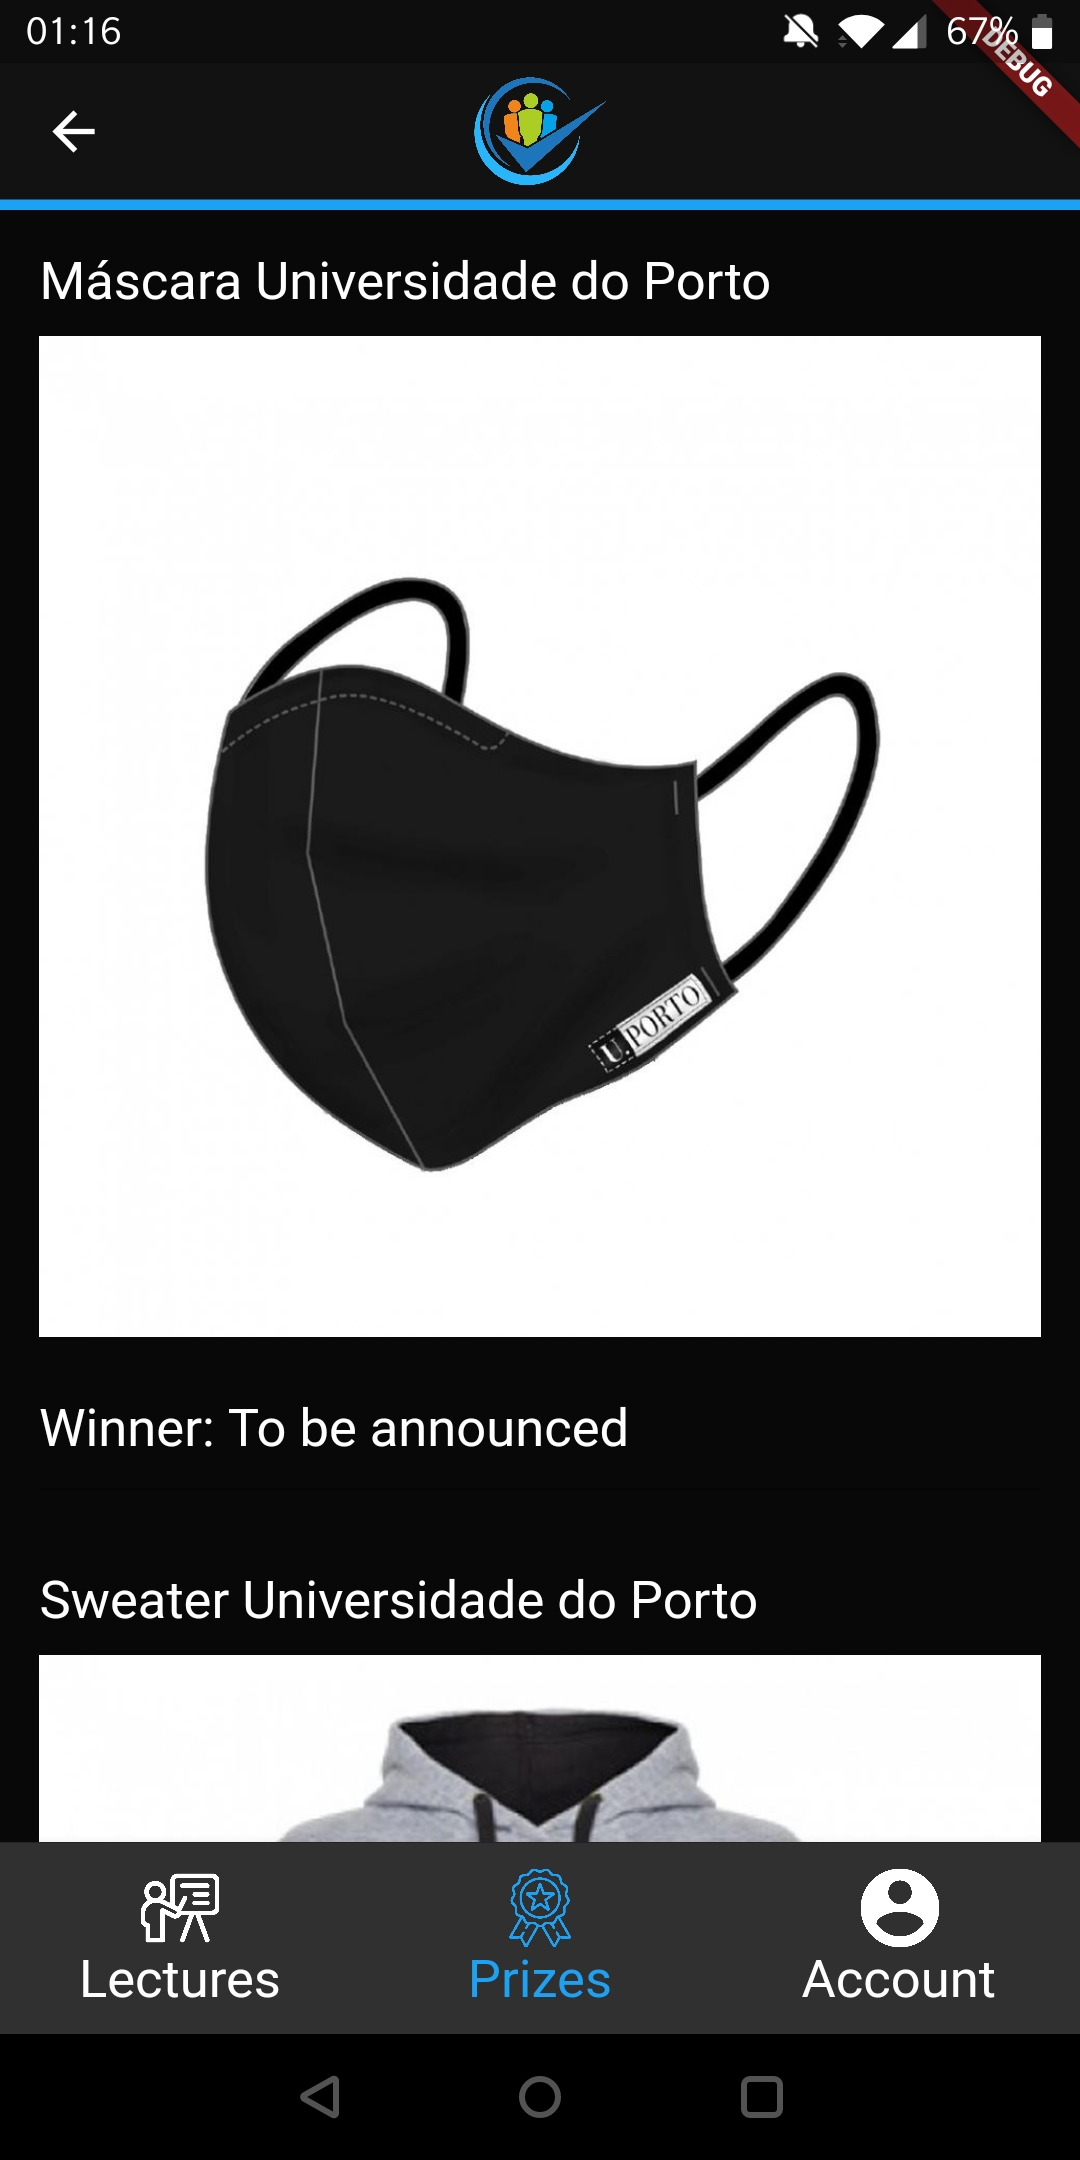 01:16
67%
DEBUG
Máscara Universidade do Porto
U.PORTO
Winner: To be announced
Sweater Universidade do Porto
Lectures
Prizes
Account